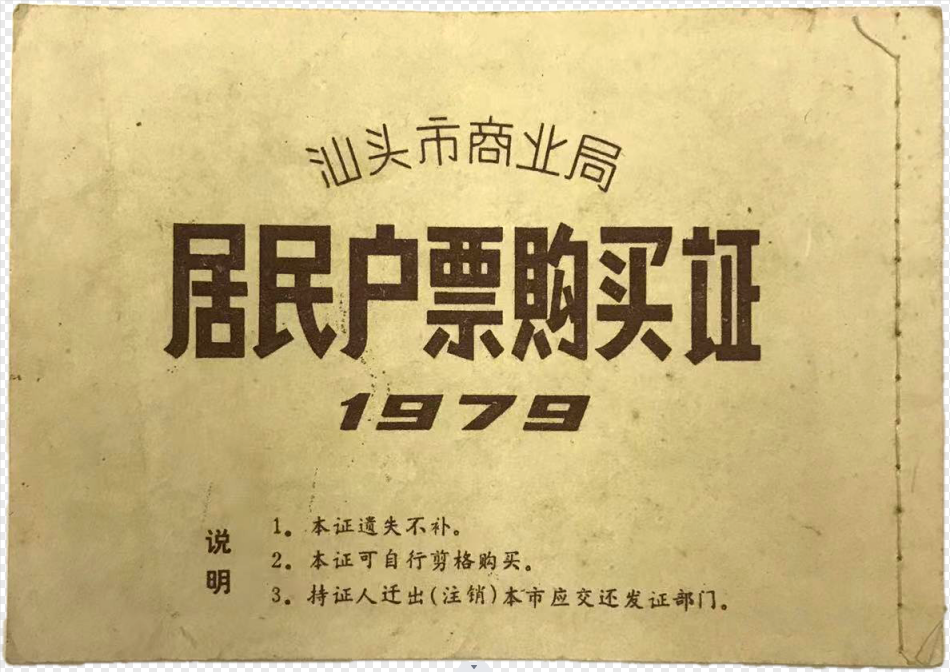 汕头市商业局
居民户票購买证
1979
说明
1。本证遗失不补。
2。本证可自行剪格购买。
3。持证人迁出(注销)本市应交还发证部门。